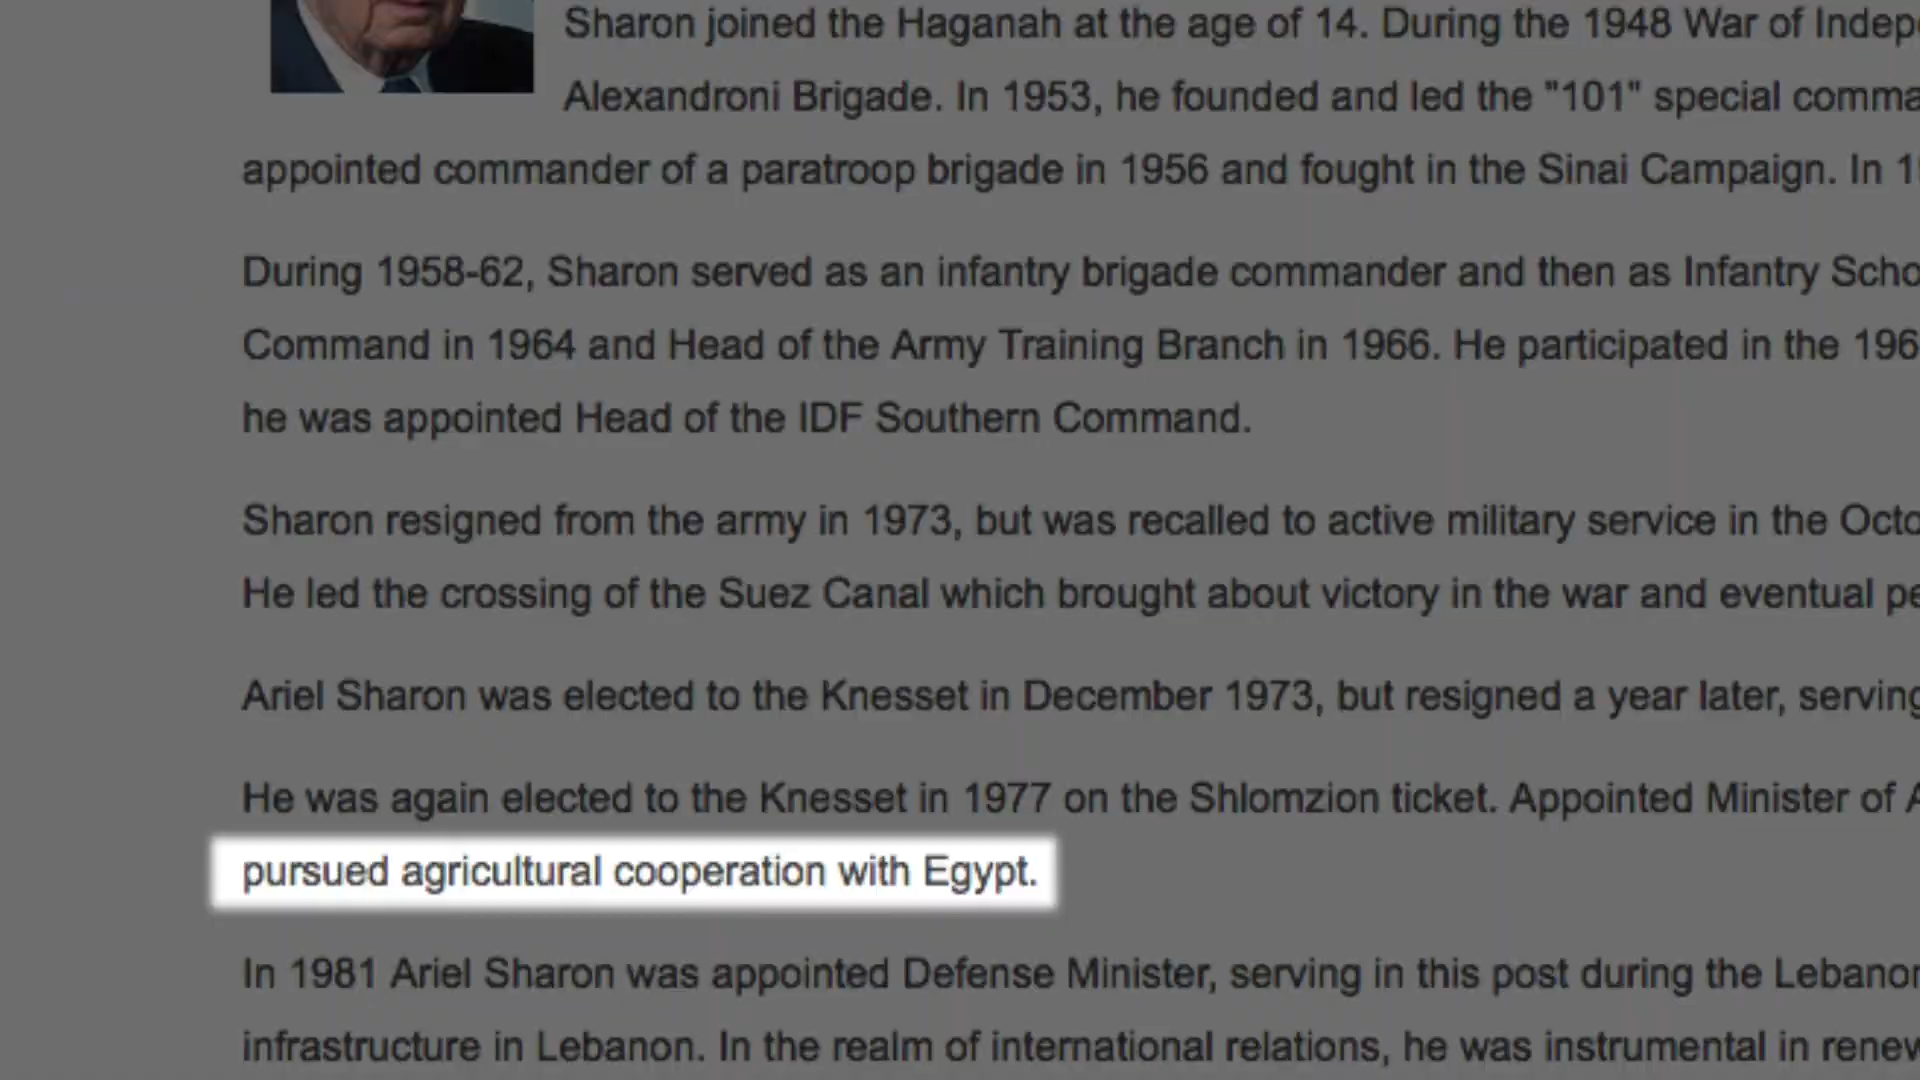 Sharon joined the Haganah at the age of 14. During the 1948 War of
Alexandroni Brigade. In 1953, he founded and led the "101" special
appointed commander of a paratroop brigade in 1956 and fought in the Sinai Campaign. In
During 1958-62, Sharon served as an infantry brigade commander and then as Infantry
Command in 1964 and Head of the Army Training Branch in 1966. He participated in the
he was appointed Head of the IDF Southern Command.
Sharon resigned from the army in 1973, but was recalled to active military service in the
He led the crossing of the Suez Canal which brought about victory in the war and eventual
Ariel Sharon was elected to the Knesset in December 1973, but resigned a year later, serving
He was again elected to the Knesset in 1977 on the Shlomzion ticket. Appointed Minister of
pursued agricultural cooperation with Egypt.
In 1981 Ariel Sharon was appointed Defense Minister, serving in this post during the
infrastructure in Lebanon. In the realm of international relations, he was instrumental in